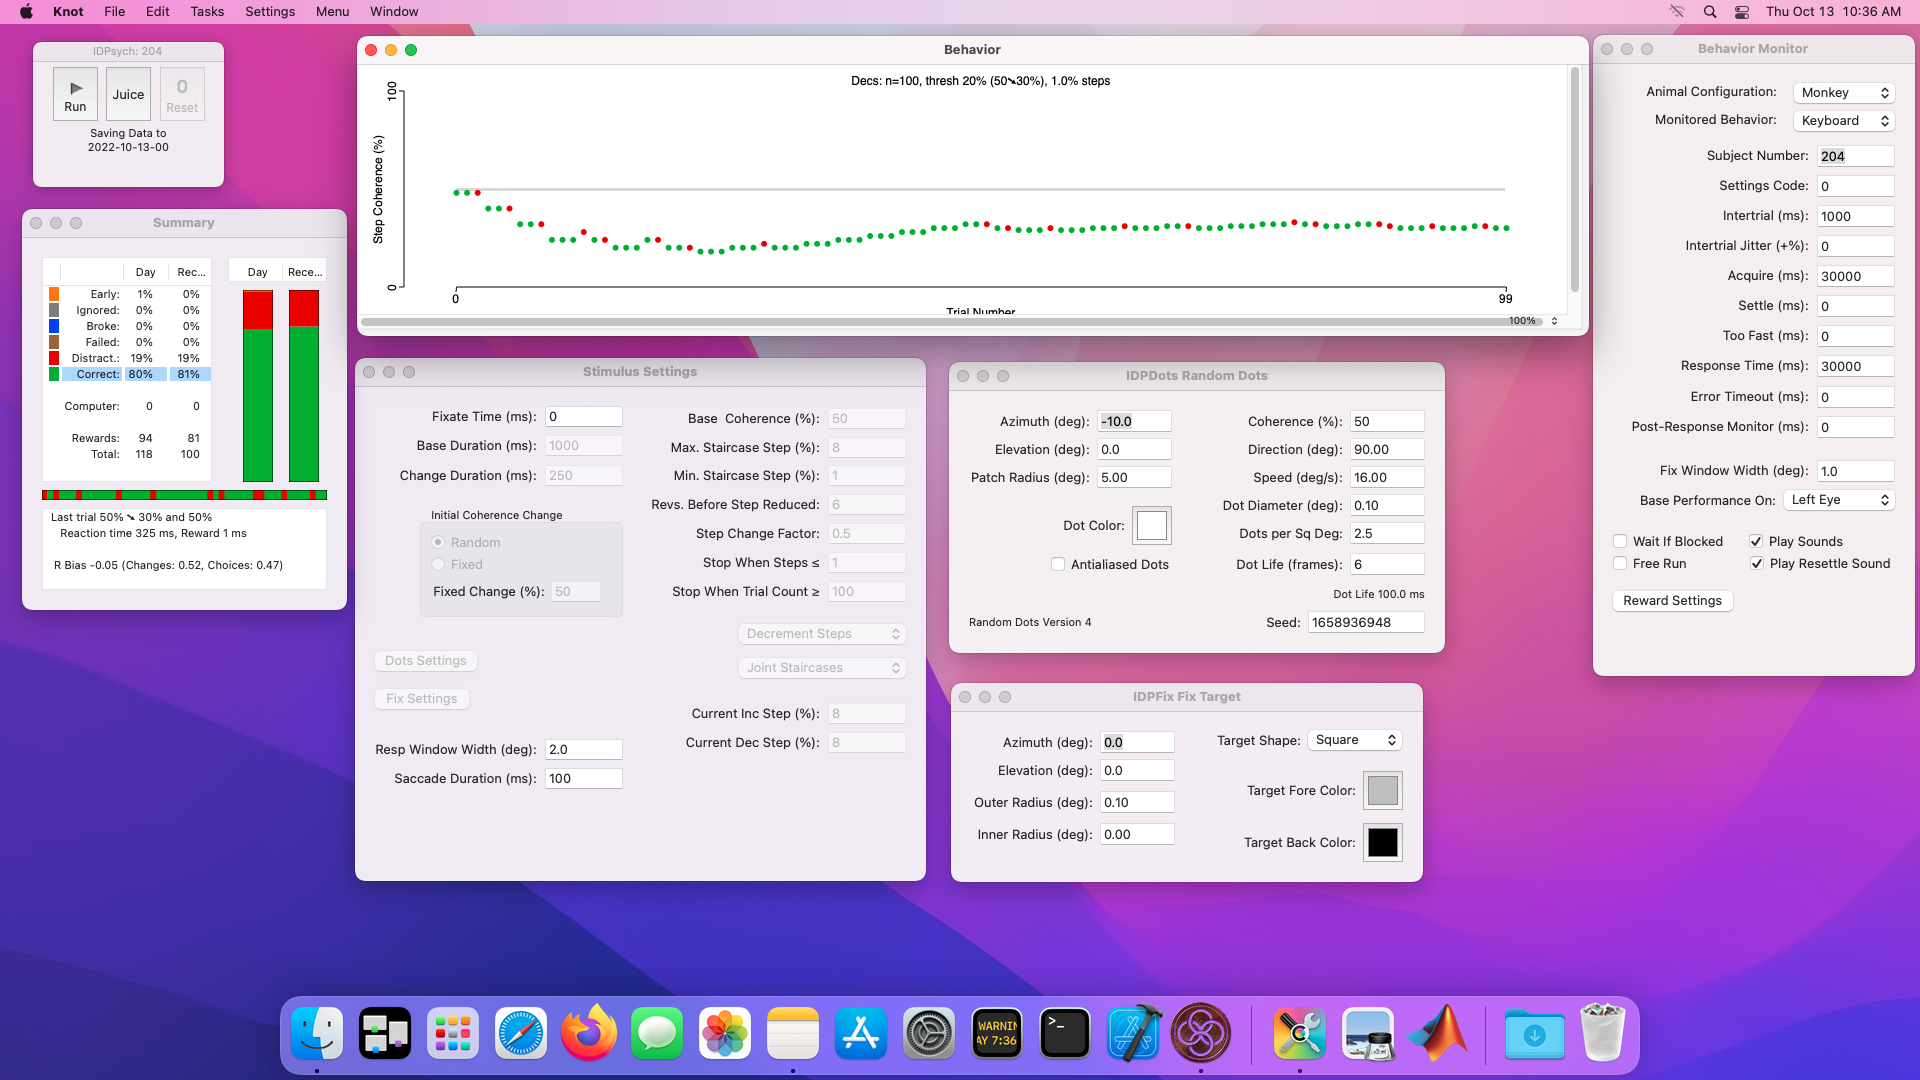 Knot File Edit Tasks Settings Menu Window
Thu Oct 13 10:36 AM
IDPsych: 204
Run
Juice
0
Reset
Saving Data to
2022-10-13-00
Summary
Day Rec...
Early: 1% 0%
Ignored: 0% 0%
Broke: 0% 0%
Failed: 0% 0%
Distract.: 19% 19%
Correct: 80% 81%
Computer: 0 0
Rewards: 94 81
Total: 118 100
Day Rece...
Last trial 50% ➘ 30% and 50%
Reaction time 325 ms, Reward 1 ms
R Bias -0.05 (Changes: 0.52, Choices: 0.47)
Behavior
Decs: n=100, thresh 20% (50➘30%), 1.0% steps
Step Coherence (%)
100
0
0
99
Trial Number
100%
Stimulus Settings
Fixate Time (ms): 0
Base Duration (ms): 1000
Change Duration (ms): 250
Initial Coherence Change
Random
Fixed
Fixed Change (%): 50
Dots Settings
Fix Settings
Resp Window Width (deg): 2.0
Saccade Duration (ms): 100
Base Coherence (%): 50
Max. Staircase Step (%): 8
Min. Staircase Step (%): 1
Revs. Before Step Reduced: 6
Step Change Factor: 0.5
Stop When Steps ≤ 1
Stop When Trial Count ≥ 100
Decrement Steps
Joint Staircases
Current Inc Step (%): 8
Current Dec Step (%): 8
IDPDots Random Dots
Azimuth (deg): -10.0
Elevation (deg): 0.0
Patch Radius (deg): 5.00
Dot Color:
Antialiased Dots
Random Dots Version 4
Coherence (%): 50
Direction (deg): 90.00
Speed (deg/s): 16.00
Dot Diameter (deg): 0.10
Dots per Sq Deg: 2.5
Dot Life (frames): 6
Dot Life 100.0 ms
Seed: 1658936948
IDPFix Fix Target
Azimuth (deg): 0.0
Elevation (deg): 0.0
Outer Radius (deg): 0.10
Inner Radius (deg): 0.00
Target Shape: Square
Target Fore Color:
Target Back Color:
Behavior Monitor
Animal Configuration: Monkey
Monitored Behavior: Keyboard
Subject Number: 204
Settings Code: 0
Intertrial (ms): 1000
Intertrial Jitter (+%): 0
Acquire (ms): 30000
Settle (ms): 0
Too Fast (ms): 0
Response Time (ms): 30000
Error Timeout (ms): 0
Post-Response Monitor (ms): 0
Fix Window Width (deg): 1.0
Base Performance On: Left Eye
Wait If Blocked
Play Sounds
Free Run
Play Resettle Sound
Reward Settings
WARNIN
AY 7:36
>_